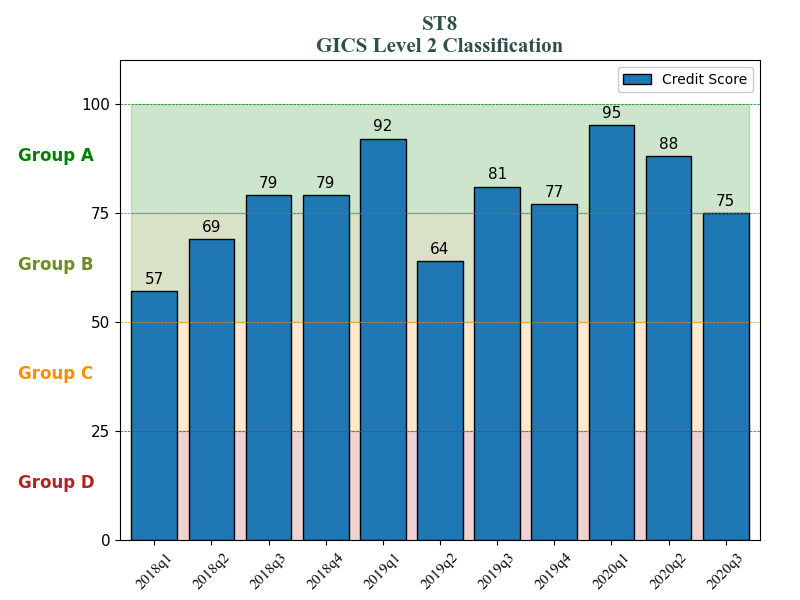 ST8
GICS Level 2 Classification
Credit Score
100
75
50
25
0
Group A
Group B
Group C
Group D
57
69
79
79
92
64
81
77
95
88
75
2018q1
2018q2
2018q3
2018q4
2019q1
2019q2
2019q3
2019q4
2020q1
2020q2
2020q3